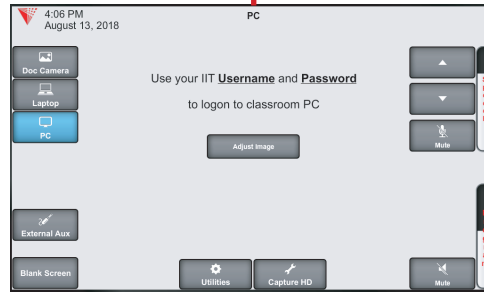 4:06 PM
August 13, 2018
PC
Doc Camera
Laptop
PC
External Aux
Blank Screen
Use your IIT Username and Password
to logon to classroom PC
Adjust Image
Utilities
Capture HD
Mute
Mute